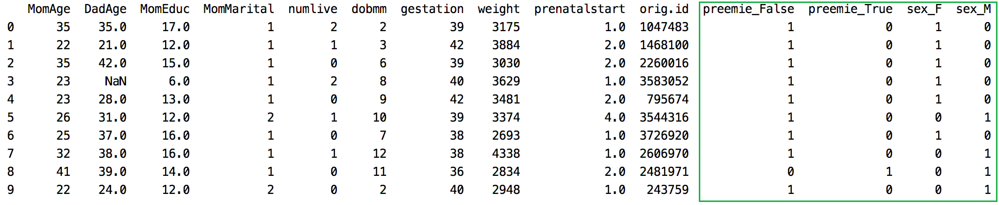 MomAge DadAge MomEduc MomMarital numlive dobmm gestation weight prenatalstart orig.id preemie_False preemie_True sex_F sex_M
0 35 35.0 17.0 1 2 2 39 3175 1.0 1047483 1 0 1 0
1 22 21.0 12.0 1 1 3 42 3884 2.0 1468100 1 0 1 0
2 35 42.0 15.0 1 0 6 39 3030 2.0 2260016 1 0 1 0
3 23 NaN 6.0 1 2 8 40 3629 1.0 3583052 1 0 1 0
4 23 28.0 13.0 1 0 9 42 3481 2.0 795674 1 0 1 0
5 26 31.0 12.0 2 1 10 39 3374 4.0 3544316 1 0 0 1
6 25 37.0 16.0 1 0 7 38 2693 1.0 3726920 1 0 1 0
7 32 38.0 16.0 1 1 12 38 4338 1.0 2606970 1 0 0 1
8 41 39.0 14.0 1 0 11 36 2834 2.0 2481971 0 1 0 1
9 22 24.0 12.0 2 0 2 40 2948 1.0 243759 1 0 0 1